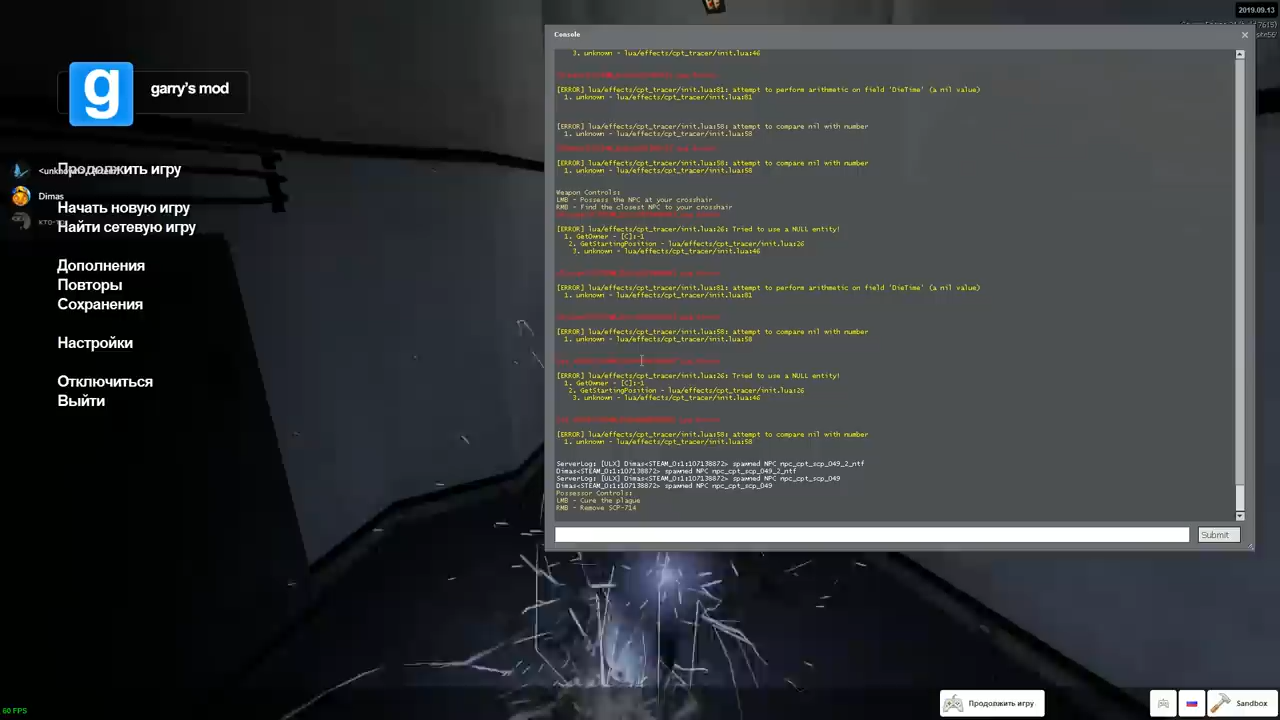 2019.09.13
Console
garry's mod
Продолжить игру
Dimas
Начать новую игру
Найти сетевую игру
Дополнения
Повторы
Сохранения
Настройки
Отключиться
Выйти
3. unknown - lua/effects/cpt_tracer/init.lua:46
[ERROR] lua/effects/cpt_tracer/init.lua:81: attempt to perform arithmetic on field 'DieTime' (a nil value)
1. unknown - lua/effects/cpt_tracer/init.lua:81
[ERROR] lua/effects/cpt_tracer/init.lua:58: attempt to compare nil with number
1. unknown - lua/effects/cpt_tracer/init.lua:58
[ERROR] lua/effects/cpt_tracer/init.lua:58: attempt to compare nil with number
1. unknown - lua/effects/cpt_tracer/init.lua:58
Weapon Controls:
LMB - Possess the NPC at your crosshair
RMB - Find the closest NPC to your crosshair
[ERROR] lua/effects/cpt_tracer/init.lua:26: Tried to use a NULL entity!
1. GetOwner - [C]:-1
2. GetStartingPosition - lua/effects/cpt_tracer/init.lua:26
3. unknown - lua/effects/cpt_tracer/init.lua:46
[ERROR] lua/effects/cpt_tracer/init.lua:81: attempt to perform arithmetic on field 'DieTime' (a nil value)
1. unknown - lua/effects/cpt_tracer/init.lua:81
[ERROR] lua/effects/cpt_tracer/init.lua:58: attempt to compare nil with number
1. unknown - lua/effects/cpt_tracer/init.lua:58
[ERROR] lua/effects/cpt_tracer/init.lua:26: Tried to use a NULL entity!
1. GetOwner - [C]:-1
2. GetStartingPosition - lua/effects/cpt_tracer/init.lua:26
3. unknown - lua/effects/cpt_tracer/init.lua:46
[ERROR] lua/effects/cpt_tracer/init.lua:58: attempt to compare nil with number
1. unknown - lua/effects/cpt_tracer/init.lua:58
ServerLog: [ULX] Dimas<STEAM_0:1:107138872> spawned NPC npc_cpt_scp_049_2_ntf
Dimas<STEAM_0:1:107138872> spawned NPC npc_cpt_scp_049_2_ntf
ServerLog: [ULX] Dimas<STEAM_0:1:107138872> spawned NPC npc_cpt_scp_049
Dimas<STEAM_0:1:107138872> spawned NPC npc_cpt_scp_049
Possessor Controls:
LMB - Cure the plague
RMB - Remove SCP-714
Submit
60 FPS
Продолжить игру
Sandbox